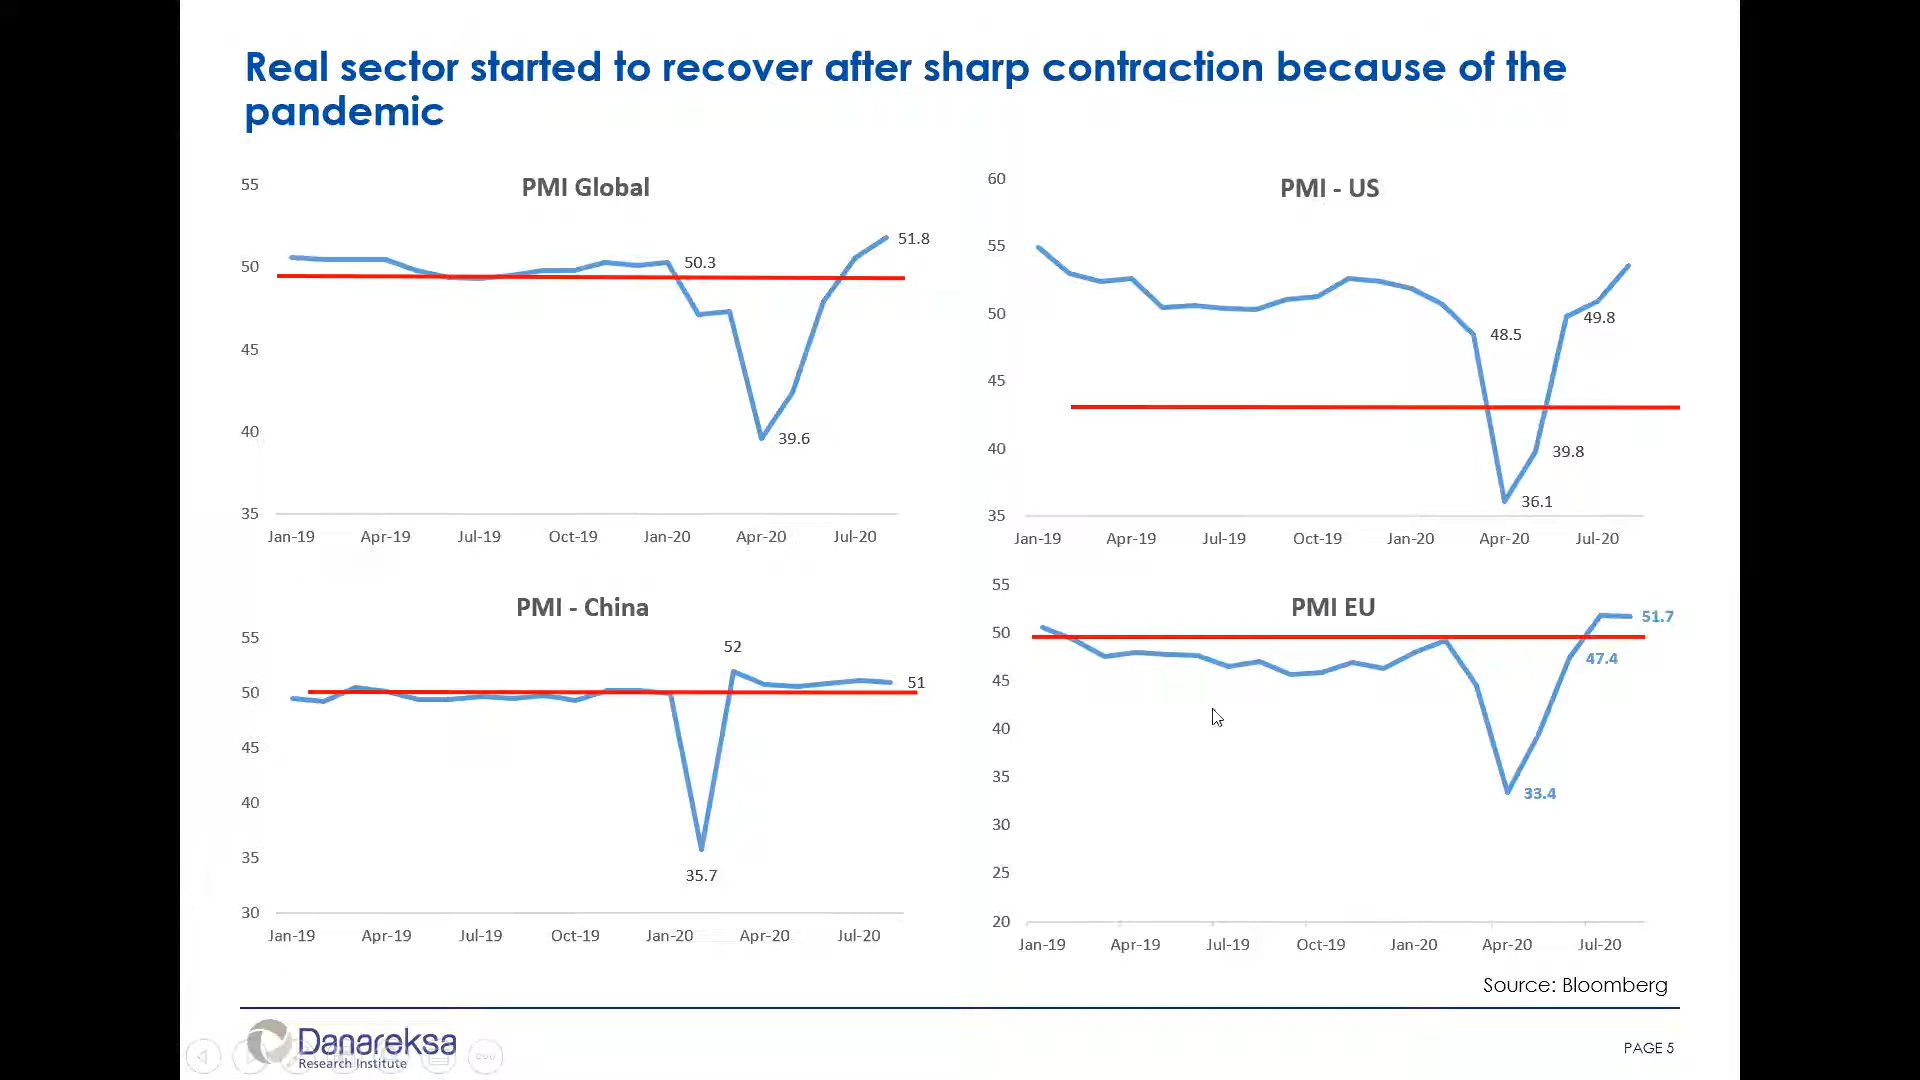 Real sector started to recover after sharp contraction because of the
pandemic
PMI Global
55
50
45
40
35
50.3
39.6
51.8
Jan-19 Apr-19 Jul-19 Oct-19 Jan-20 Apr-20 Jul-20
PMI - US
60
55
50
45
40
35
48.5
36.1
39.8
49.8
Jan-19 Apr-19 Jul-19 Oct-19 Jan-20 Apr-20 Jul-20
PMI - China
55
50
45
40
35
30
52
35.7
51
Jan-19 Apr-19 Jul-19 Oct-19 Jan-20 Apr-20 Jul-20
PMI EU
55
50
45
40
35
30
25
20
33.4
47.4
51.7
Jan-19 Apr-19 Jul-19 Oct-19 Jan-20 Apr-20 Jul-20
Source: Bloomberg
Danareksa
Research Institute
PAGE 5